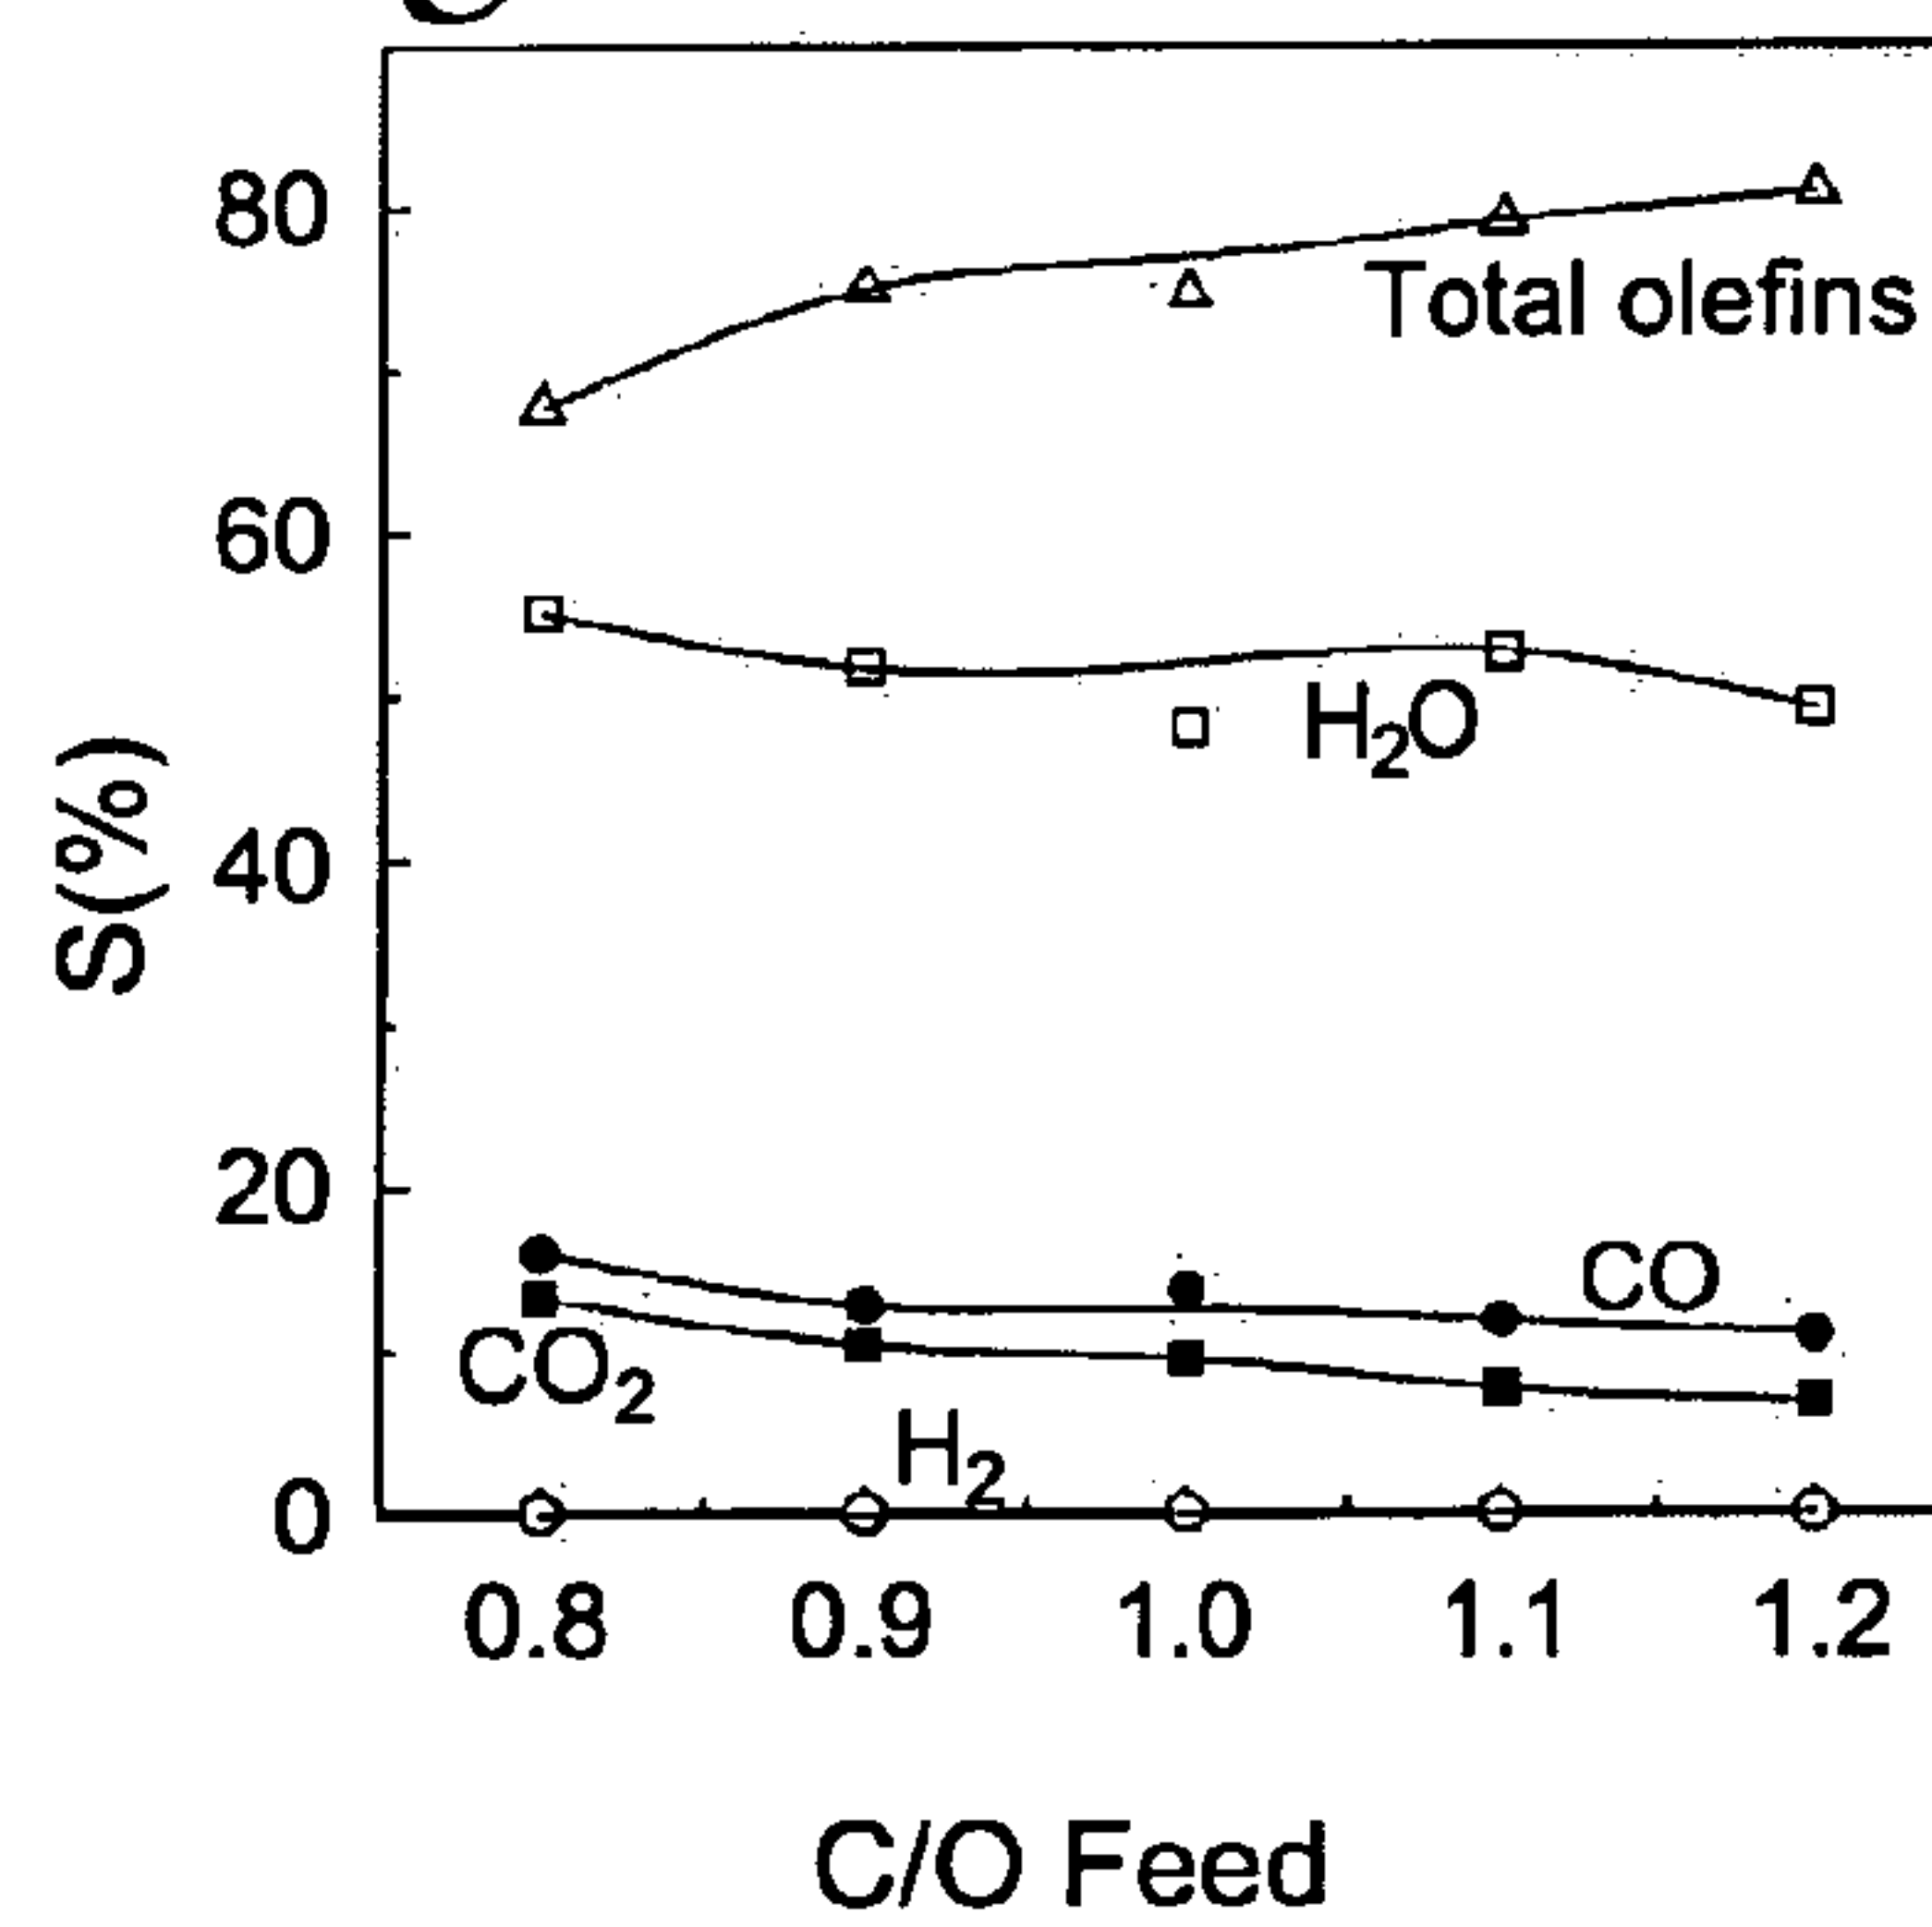 80
Total olefins
60
H₂O
S(%)
40
20
CO
CO₂
H₂
0
0.8 0.9 1.0 1.1 1.2
C/O Feed